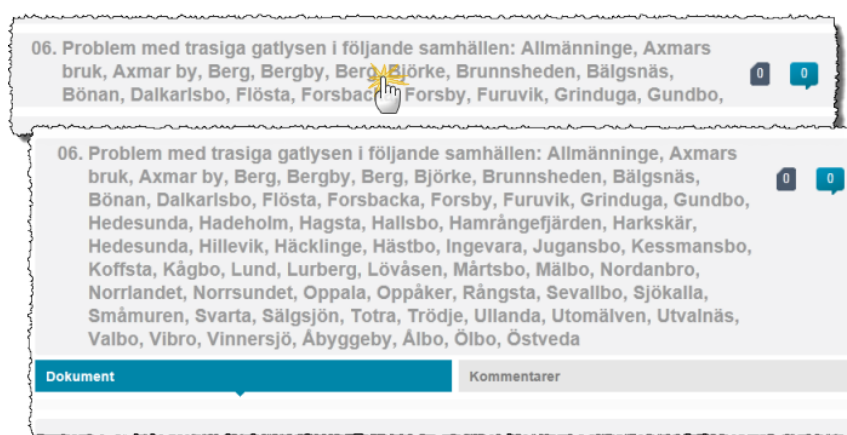 06. Problem med trasiga gatlysen i följande samhällen: Allmänninge, Axmars
bruk, Axmar by, Berg, Bergby, Berg, Björke, Brunnsheden, Bälgsnäs,
Bönan, Dalkarlsbo, Flösta, Forsbacka, Forsby, Furuvik, Grinduga, Gundbo,
0
0
06. Problem med trasiga gatlysen i följande samhällen: Allmänninge, Axmars
bruk, Axmar by, Berg, Bergby, Berg, Björke, Brunnsheden, Bälgsnäs,
Bönan, Dalkarlsbo, Flösta, Forsbacka, Forsby, Furuvik, Grinduga, Gundbo,
Hedesunda, Hadeholm, Hagsta, Hallsbo, Hamrångefjärden, Harkskär,
Hedesunda, Hillevik, Häcklinge, Hästbo, Ingevara, Jugansbo, Kessmansbo,
Koffsta, Kågbo, Lund, Lurberg, Lövåsen, Mårtsbo, Mälbo, Nordanbro,
Norrlandet, Norrsundet, Oppala, Oppåker, Rångsta, Sevallbo, Sjökalla,
Småmuren, Svarta, Sälgsjön, Totra, Trödje, Ullanda, Utomälven, Utvalnäs,
Valbo, Vibro, Vinnersjö, Åbyggeby, Ålbo, Ölbo, Östveda
0
0
Dokument
Kommentarer